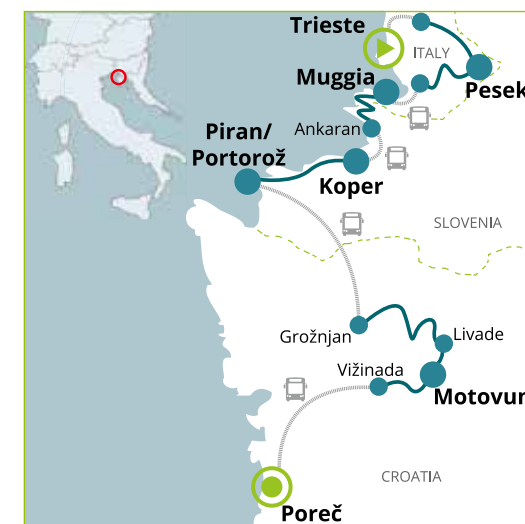 Trieste
ITALY
Muggia
Pesek
Ankaran
Piran/
Portorož
Koper
SLOVENIA
Grožnjan
Livade
Vižinada
Motovun
CROATIA
Poreč